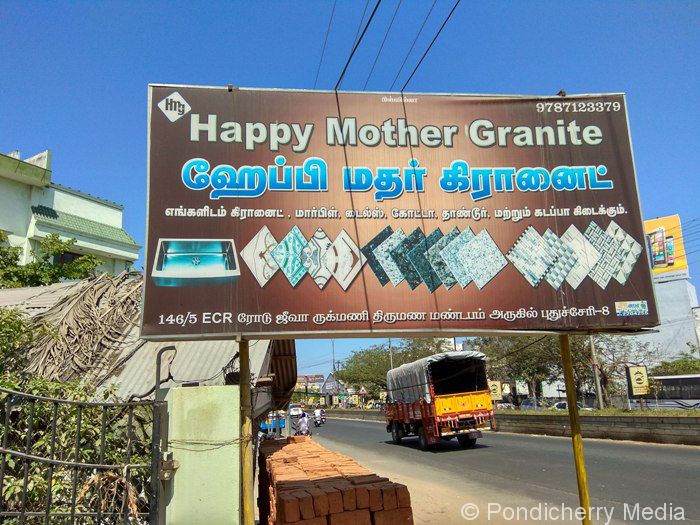 Hmg
பிஸ்மில்லா
9787123379
Happy Mother Granite
ஹேப்பி மதர் கிரானைட்
எங்களிடம் கிரானைட் , மார்பிள், டைல்ஸ், கோட்டா, தாண்டூர், மற்றும் கடப்பா கிடைக்கும்.
146/5 ECR ரோடு ஜீவா ருக்மணி திருமண மண்டபம் அருகில் புதுச்சேரி-8
© Pondicherry Media